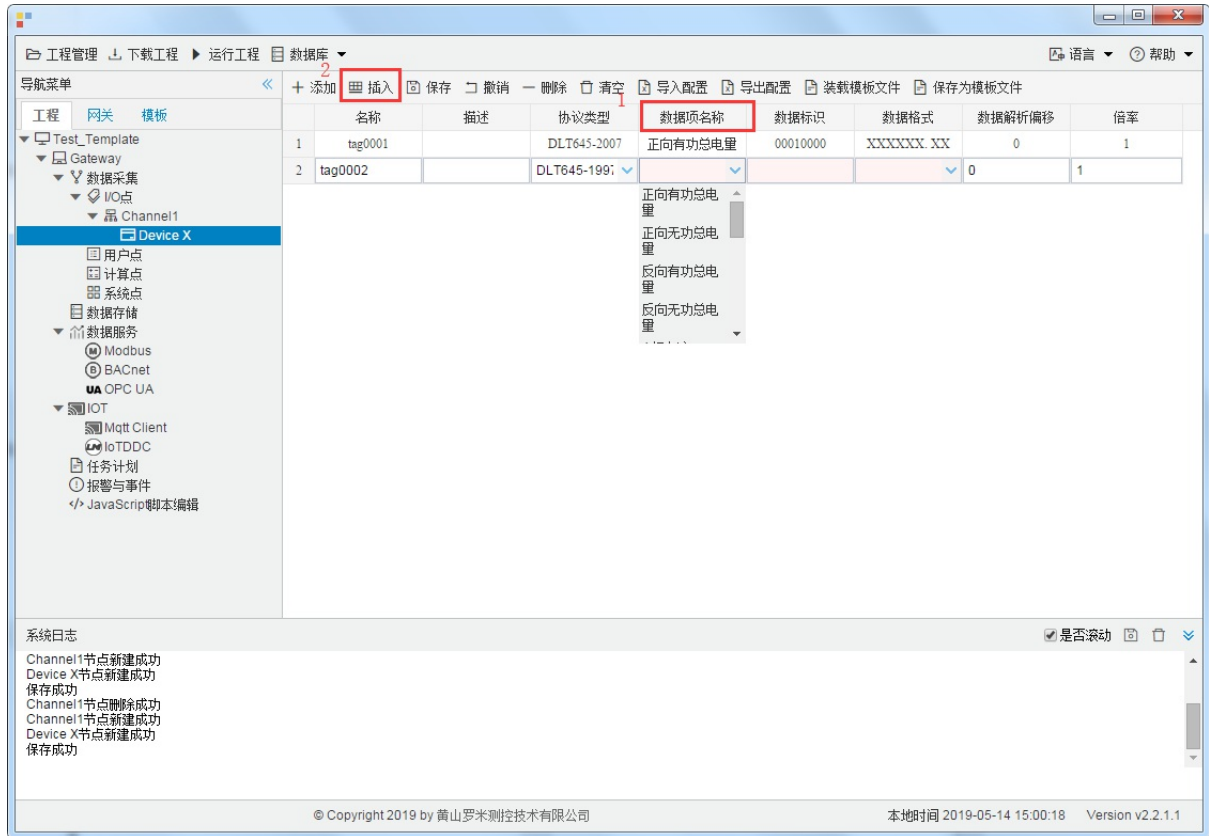 工程管理 下载工程 运行工程 数据库 语言 帮助
导航菜单
2
添加 插入 保存 撤销 删除 清空 导入配置 导出配置 装载模板文件 保存为模板文件
1
工程 网关 模板
名称 描述 协议类型 数据项名称 数据标识 数据格式 数据解析偏移 倍率
1 tag0001 DLT645-2007 正向有功总电量 00010000 XXXXXX. XX 0 1
2 tag0002 DLT645-1997 0 1
正向有功总电
量
正向无功总电
量
反向有功总电
量
反向无功总电
量
Test_Template
Gateway
数据采集
I/O点
Channel1
Device X
用户点
计算点
系统点
数据存储
数据服务
Modbus
BACnet
UA OPC UA
IOT
Mqtt Client
IoTDDC
任务计划
报警与事件
JavaScript脚本编辑
系统日志 是否滚动
Channel1节点新建成功
Device X节点新建成功
保存成功
Channel1节点删除成功
Channel1节点新建成功
Device X节点新建成功
保存成功
© Copyright 2019 by 黄山罗米测控技术有限公司 本地时间 2019-05-14 15:00:18 Version v2.2.1.1